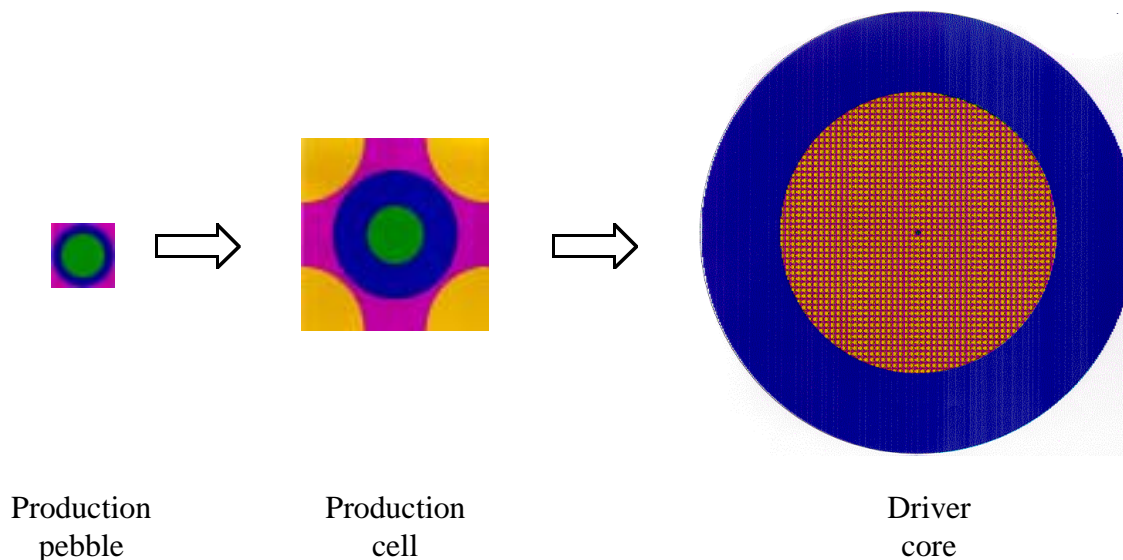 Production
pebble
Production
cell
Driver
core